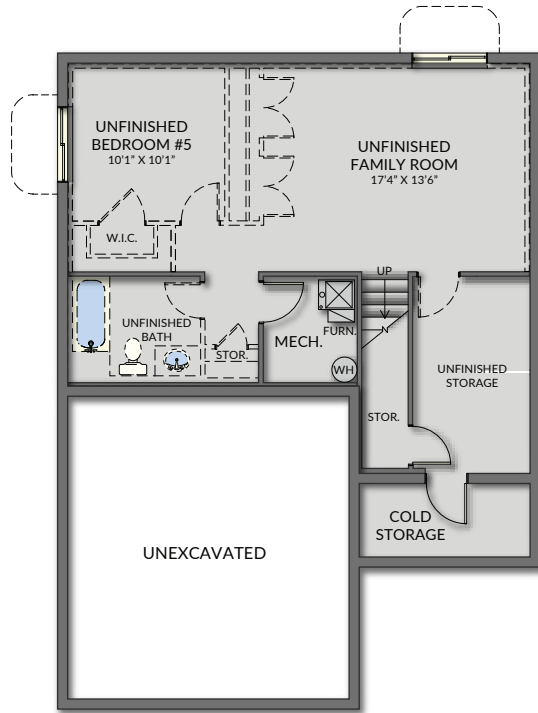 UNFINISHED
BEDROOM #5
10'1" X 10'1"
UNFINISHED
FAMILY ROOM
17'4" X 13'6"
W.I.C.
UP
UNFINISHED
BATH
STOR.
MECH.
FURN.
WH
STOR.
UNFINISHED
STORAGE
COLD
STORAGE
UNEXCAVATED